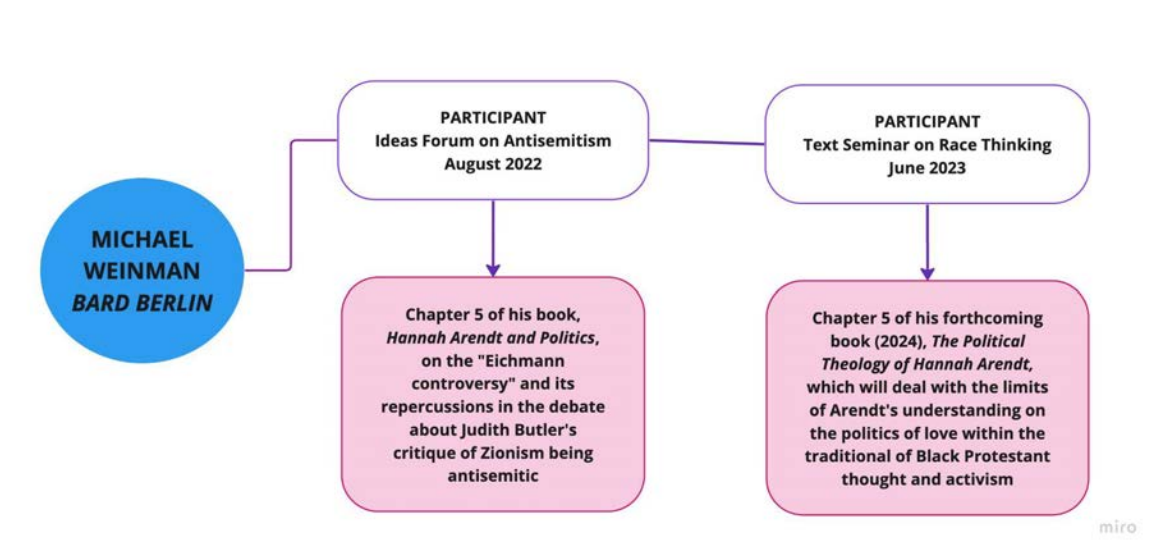 MICHAEL
WEINMAN
BARD BERLIN
PARTICIPANT
Ideas Forum on Antisemitism
August 2022
Chapter 5 of his book,
Hannah Arendt and Politics,
on the "Eichmann
controversy" and its
repercussions in the debate
about Judith Butler's
critique of Zionism being
antisemitic
PARTICIPANT
Text Seminar on Race Thinking
June 2023
Chapter 5 of his forthcoming
book (2024), The Political
Theology of Hannah Arendt,
which will deal with the limits
of Arendt's understanding on
the politics of love within the
traditional of Black Protestant
thought and activism
miro